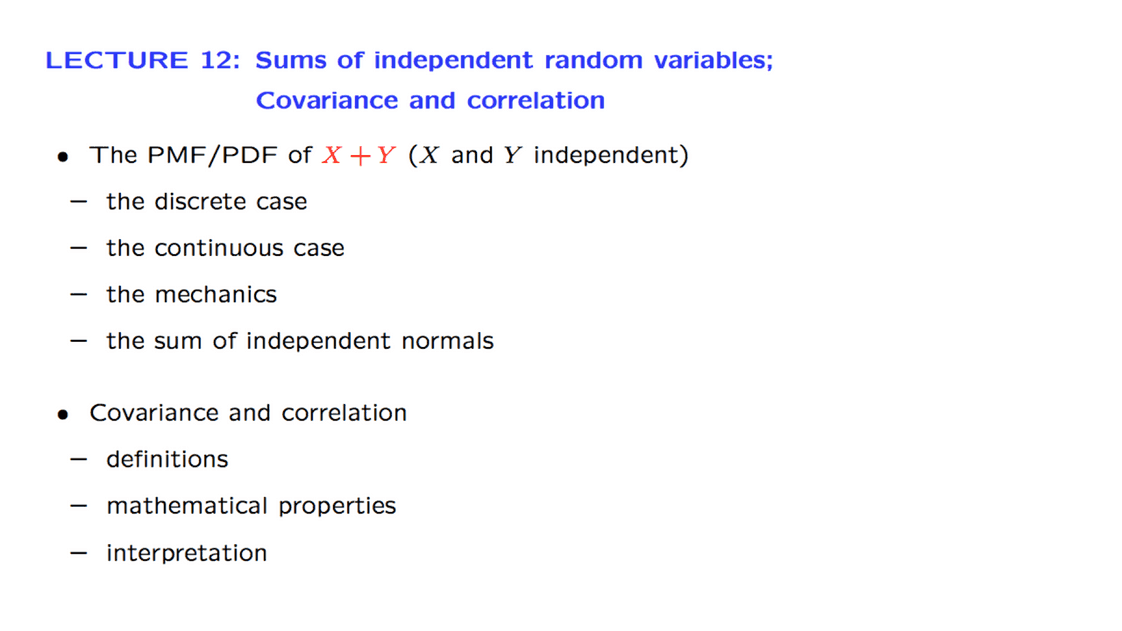 LECTURE 12: Sums of independent random variables;
Covariance and correlation
• The PMF/PDF of X + Y (X and Y independent)
– the discrete case
– the continuous case
– the mechanics
– the sum of independent normals
• Covariance and correlation
– definitions
– mathematical properties
– interpretation